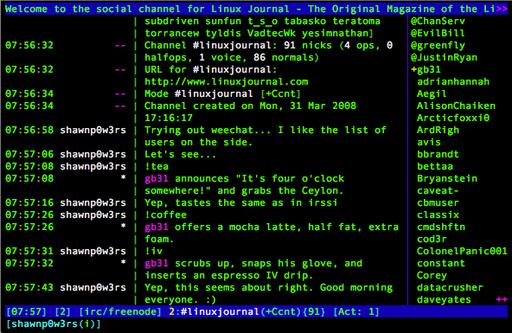 Welcome to the social channel for Linux Journal - The Original Magazine of the Li>>
subdriven sunfun t_s_o tabasko teratoma @ChanServ
torrancew tyldis VadtecWk yesimnathan] @EvilBill
07:56:32 -- | Channel #linuxjournal: 91 nicks (4 ops, 0 @greenfly
halfops, 1 voice, 86 normals) @JustinRyan
07:56:32 -- | URL for #linuxjournal: +gb31
http://www.linuxjournal.com adrianhannah
07:56:34 -- | Mode #linuxjournal [+Ccnt] Aegil
07:56:34 -- | Channel created on Mon, 31 Mar 2008 AlisonChaiken
17:16:17 Arcticfoxxi0
07:56:58 shawnp0w3rs | Trying out weechat... I like the list of ArdRigh
users on the side. avis
07:57:06 shawnp0w3rs | Let's see... bbrandt
07:57:08 shawnp0w3rs | !tea bettaa
07:57:08 * | gb31 announces "It's four o'clock Bryanstein
somewhere!" and grabs the Ceylon. caveat-
07:57:16 shawnp0w3rs | Yep, tastes the same as in irssi cbmuser
07:57:26 shawnp0w3rs | !coffee classix
07:57:26 * | gb31 offers a mocha latte, half fat, extra cmdshftn
foam. cod3r
07:57:31 shawnp0w3rs | !iv ColonelPanic001
07:57:32 * | gb31 scrubs up, snaps his glove, and constant
inserts an espresso IV drip. Corey
07:57:43 shawnp0w3rs | Yep, this seems about right. Good morning datacrusher
everyone. :) daveyates ++
[07:57] [2] [irc/freenode] 2:#linuxjournal(+Ccnt){91} [Act: 1]
[shawnp0w3rs(i)]